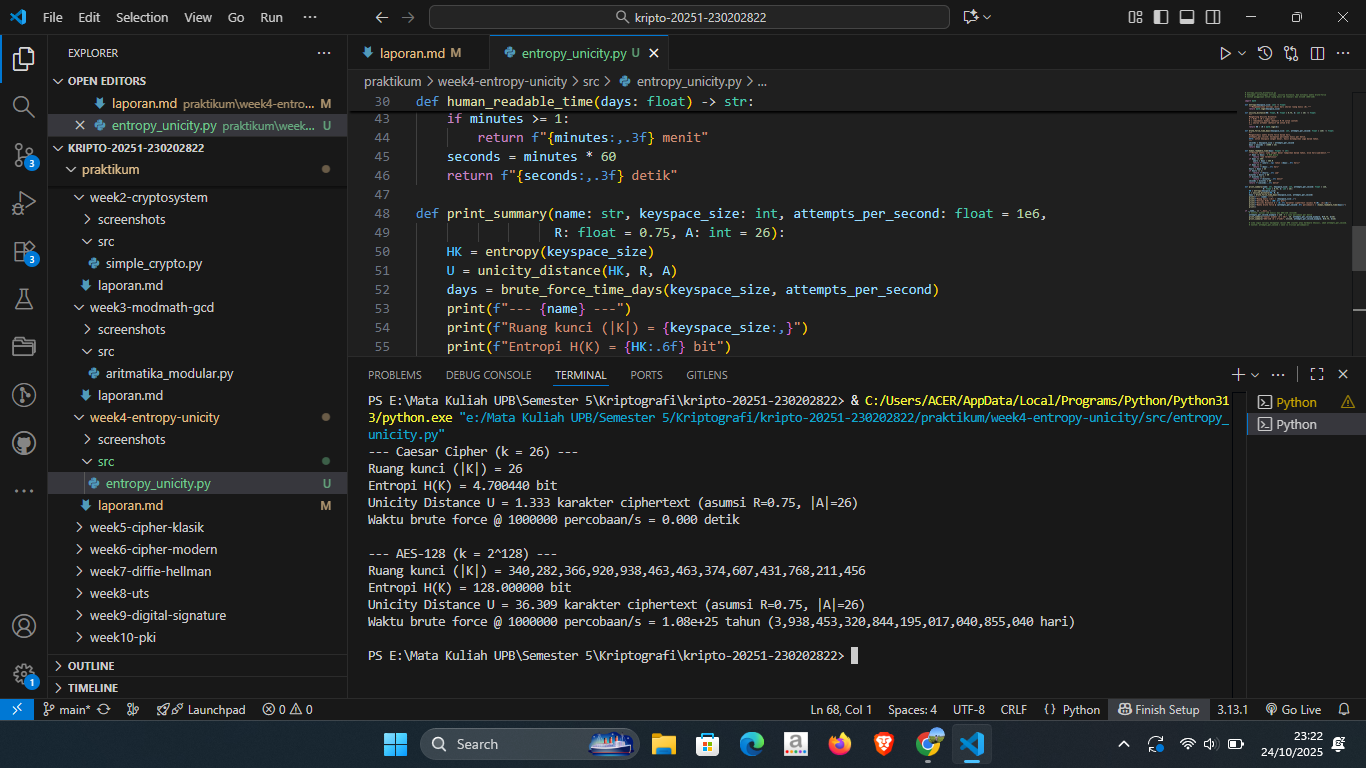 File Edit Selection View Go Run ···
kripto-20251-230202822
EXPLORER
OPEN EDITORS
laporan.md praktikum\week4-entro... M
entropy_unicity.py praktikum\week... U
KRIPTO-20251-230202822
praktikum
week2-cryptosystem
screenshots
src
simple_crypto.py
laporan.md
week3-modmath-gcd
screenshots
src
aritmatika_modular.py
laporan.md
week4-entropy-unicity
screenshots
src
entropy_unicity.py U
laporan.md M
week5-cipher-klasik
week6-cipher-modern
week7-diffie-hellman
week8-uts
week9-digital-signature
week10-pki
OUTLINE
TIMELINE
3
3
1
laporan.md M
entropy_unicity.py U
praktikum > week4-entropy-unicity > src > entropy_unicity.py > ...
30 def human_readable_time(days: float) -> str:
43 if minutes >= 1:
44 return f"{minutes:,.3f} menit"
45 seconds = minutes * 60
46 return f"{seconds:,.3f} detik"
47
48 def print_summary(name: str, keyspace_size: int, attempts_per_second: float = 1e6,
49 R: float = 0.75, A: int = 26):
50 HK = entropy(keyspace_size)
51 U = unicity_distance(HK, R, A)
52 days = brute_force_time_days(keyspace_size, attempts_per_second)
53 print(f"--- {name} ---")
54 print(f"Ruang kunci (|K|) = {keyspace_size:,}")
55 print(f"Entropi H(K) = {HK:.6f} bit")
PROBLEMS DEBUG CONSOLE TERMINAL PORTS GITLENS
PS E:\Mata Kuliah UPB\Semester 5\Kriptografi\kripto-20251-230202822> & C:/Users/ACER/AppData/Local/Programs/Python/Python31
3/python.exe "e:/Mata Kuliah UPB/Semester 5/Kriptografi/kripto-20251-230202822/praktikum/week4-entropy-unicity/src/entropy_
unicity.py"
--- Caesar Cipher (k = 26) ---
Ruang kunci (|K|) = 26
Entropi H(K) = 4.700440 bit
Unicity Distance U = 1.333 karakter ciphertext (asumsi R=0.75, |A|=26)
Waktu brute force @ 1000000 percobaan/s = 0.000 detik
--- AES-128 (k = 2^128) ---
Ruang kunci (|K|) = 340,282,366,920,938,463,463,374,607,431,768,211,456
Entropi H(K) = 128.000000 bit
Unicity Distance U = 36.309 karakter ciphertext (asumsi R=0.75, |A|=26)
Waktu brute force @ 1000000 percobaan/s = 1.08e+25 tahun (3,938,453,320,844,195,017,040,855,040 hari)
PS E:\Mata Kuliah UPB\Semester 5\Kriptografi\kripto-20251-230202822>
Python
Python
main* Launchpad 0 0 Ln 68, Col 1 Spaces: 4 UTF-8 CRLF {} Python Finish Setup 3.13.1 Go Live
Search
23:22
24/10/2025